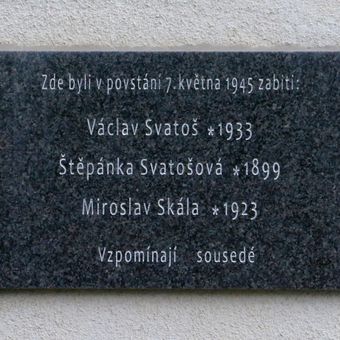 Zde byli v povstání 7. května 1945 zabiti:
Václav Svatoš *1933
Štěpánka Svatošová *1899
Miroslav Skála *1923
Vzpomínají sousedé